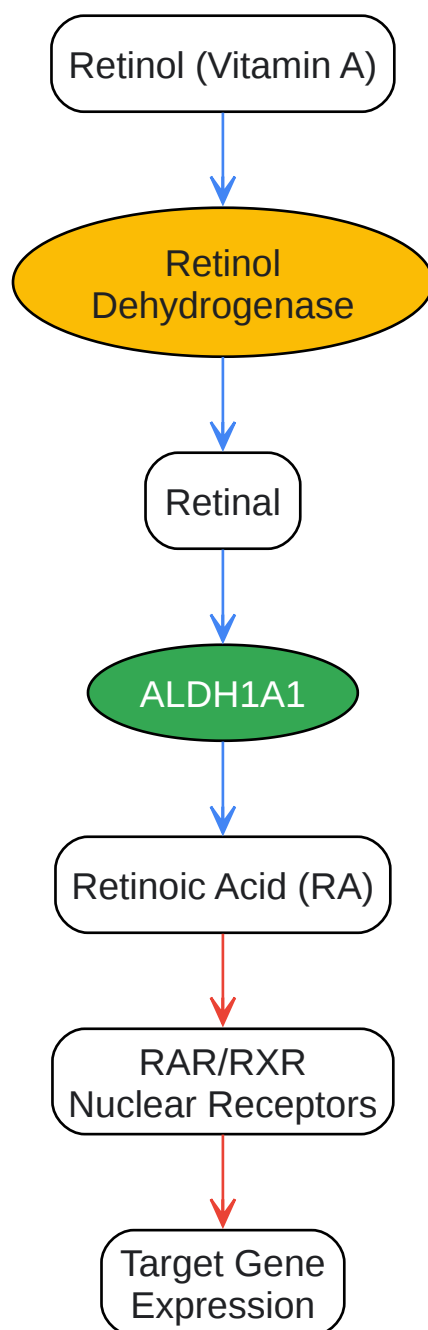 Retinol (Vitamin A)
Retinol
Dehydrogenase
Retinal
ALDH1A1
Retinoic Acid (RA)
RAR/RXR
Nuclear Receptors
Target Gene
Expression